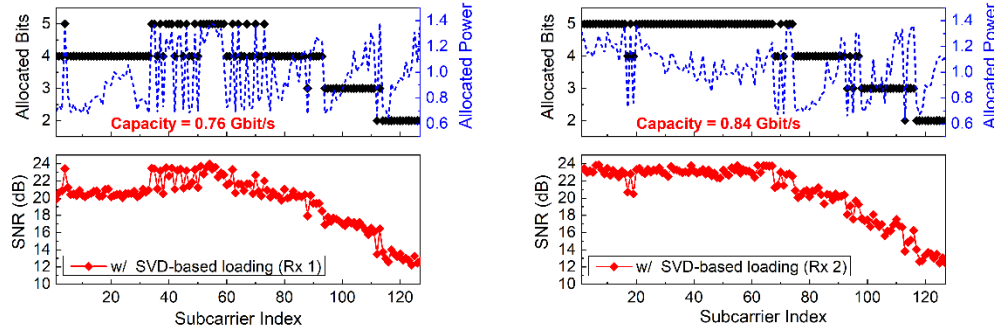 Allocated Bits
5
4
3
2
Capacity = 0.76 Gbit/s
1.4
1.2
1.0
0.8
0.6
Allocated Power
SNR (dB)
24
22
20
18
16
14
12
10
w/ SVD-based loading (Rx 1)
20 40 60 80 100 120
Subcarrier Index
Allocated Bits
5
4
3
2
Capacity = 0.84 Gbit/s
1.4
1.2
1.0
0.8
0.6
Allocated Power
SNR (dB)
24
22
20
18
16
14
12
10
w/ SVD-based loading (Rx 2)
20 40 60 80 100 120
Subcarrier Index